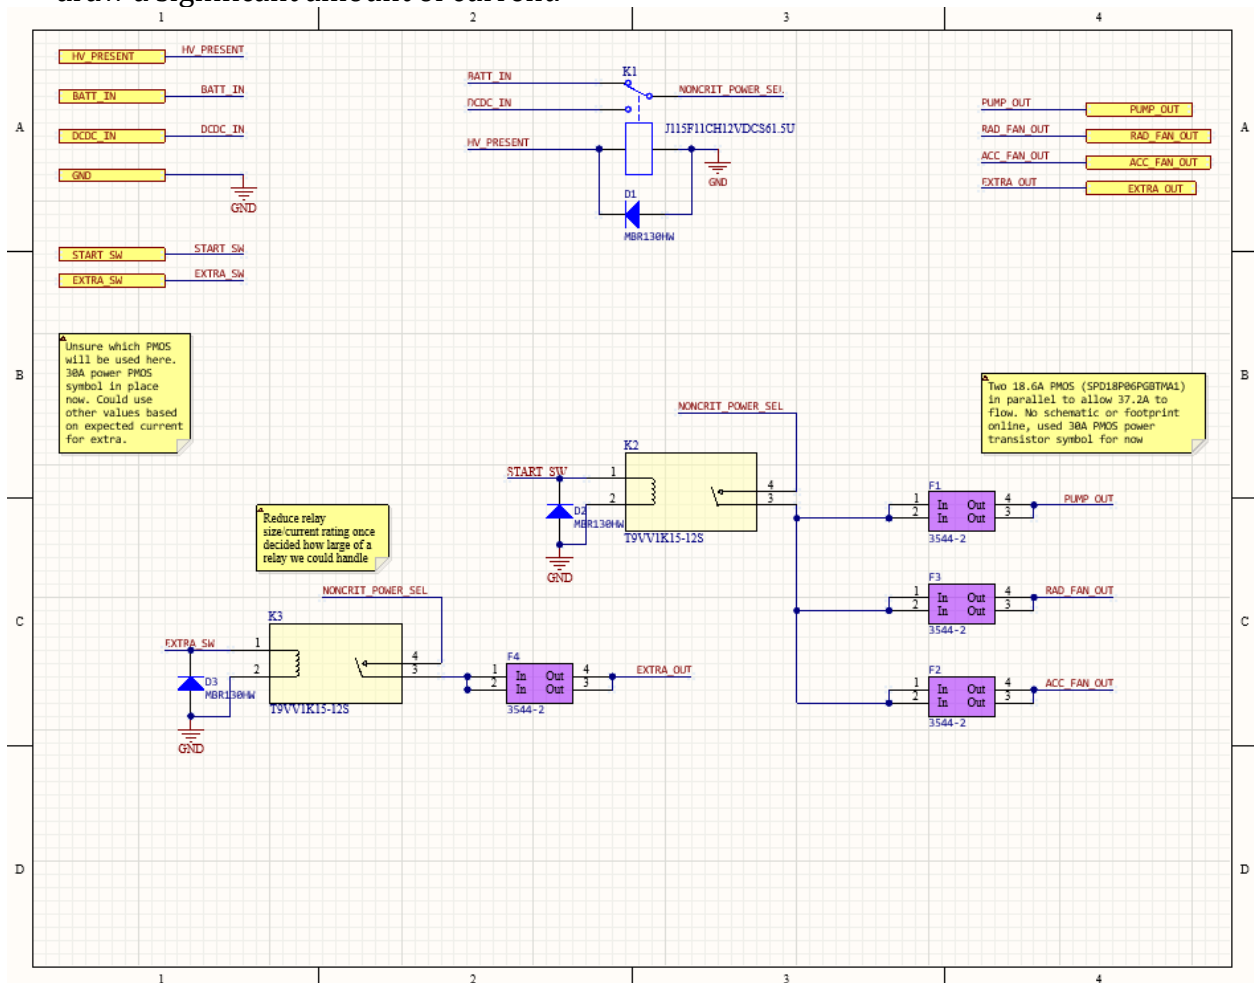 draw a significant amount of current.
1 2 3 4
A
B
C
D
HV_PRESENT HV_PRESENT
BATT_IN BATT_IN
DCDC_IN DCDC_IN
GND
GND
START_SW START_SW
EXTRA_SW EXTRA_SW
K1
BATT_IN
NONCRIT_POWER_SEL
DCDC_IN
J115F11CH12VDCS61.5U
HV_PRESENT
GND
D1
MBR130HW
PUMP_OUT PUMP_OUT
RAD_FAN_OUT RAD_FAN_OUT
ACC_FAN_OUT ACC_FAN_OUT
EXTRA_OUT EXTRA_OUT
A
B
C
D
Unsure which PMOS
will be used here.
30A power PMOS
symbol in place
now. Could use
other values based
on expected current
for extra.
Two 18.6A PMOS (SPD18P06PGBTMA1)
in parallel to allow 37.2A to
flow. No schematic or footprint
online, used 30A PMOS power
transistor symbol for now
NONCRIT_POWER_SEL
K2
START_SW 1
2
4
3
D2
MBR130HW
T9VV1K15-12S
GND
F1
1 In Out 4
2 In Out 3
3544-2
PUMP_OUT
F3
1 In Out 4
2 In Out 3
3544-2
RAD_FAN_OUT
F2
1 In Out 4
2 In Out 3
3544-2
ACC_FAN_OUT
Reduce relay
size/current rating once
decided how large of a
relay we could handle
NONCRIT_POWER_SEL
K3
EXTRA_SW 1
2
4
3
D3
MBR130HW
T9VV1K15-12S
GND
F4
1 In Out 4
2 In Out 3
3544-2
EXTRA_OUT
1 2 3 4